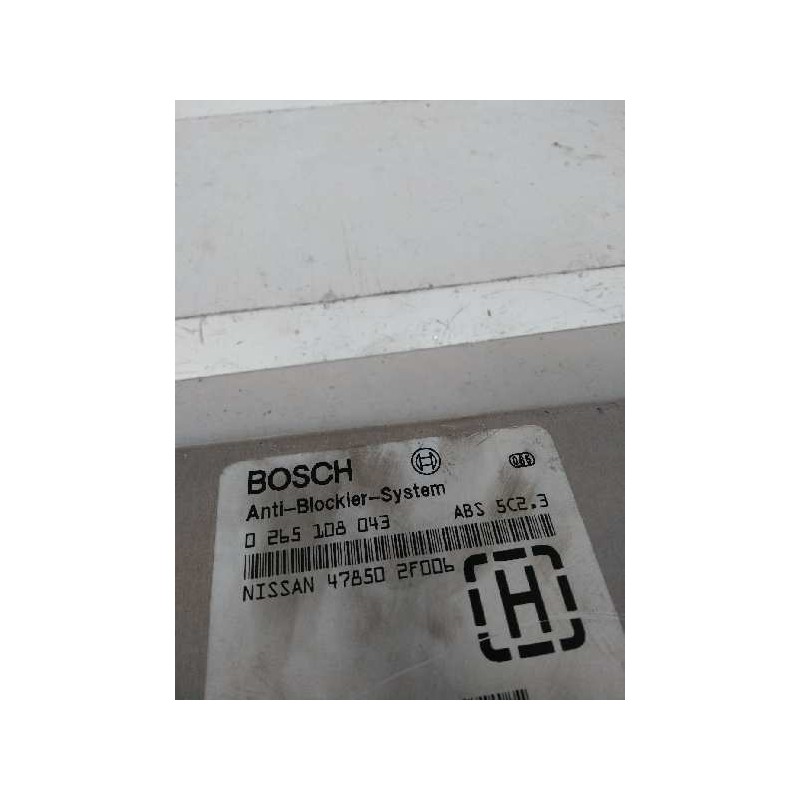 BOSCH
Anti-Blockier-System
0 265 108 043 ABS 5C2.3
NISSAN 47850 2F006
H